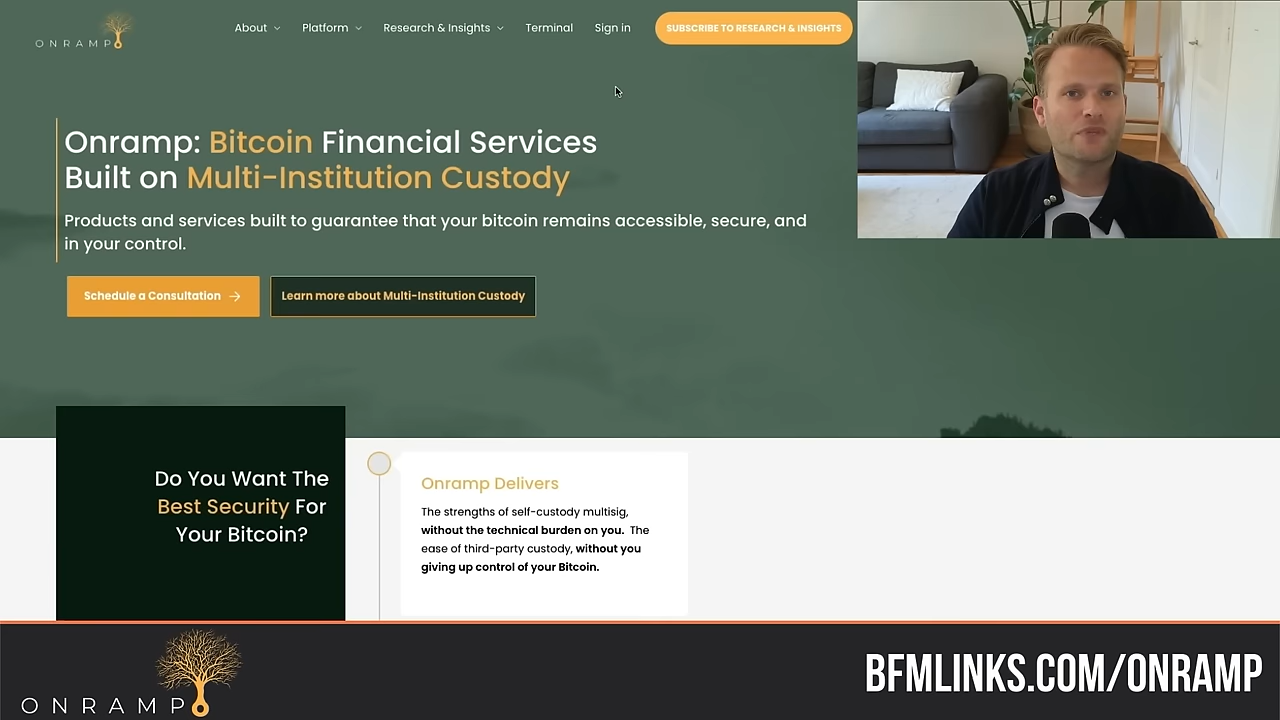 ONRAMP
About
Platform
Research & Insights
Terminal
Sign in
SUBSCRIBE TO RESEARCH & INSIGHTS
Onramp: Bitcoin Financial Services
Built on Multi-Institution Custody
Products and services built to guarantee that your bitcoin remains accessible, secure, and
in your control.
Schedule a Consultation
Learn more about Multi-Institution Custody
Do You Want The
Best Security For
Your Bitcoin?
Onramp Delivers
The strengths of self-custody multisig,
without the technical burden on you. The
ease of third-party custody, without you
giving up control of your Bitcoin.
ONRAMP
BFMLINKS.COM/ONRAMP